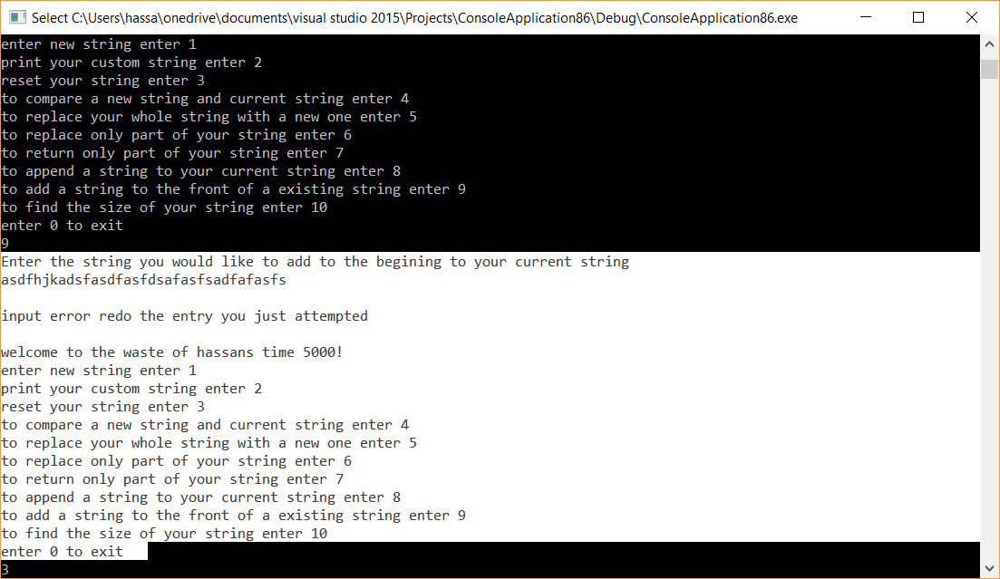 Select C:\Users\hassa\onedrive\documents\visual studio 2015\Projects\ConsoleApplication86\Debug\ConsoleApplication86.exe
enter new string enter 1
print your custom string enter 2
reset your string enter 3
to compare a new string and current string enter 4
to replace your whole string with a new one enter 5
to replace only part of your string enter 6
to return only part of your string enter 7
to append a string to your current string enter 8
to add a string to the front of a existing string enter 9
to find the size of your string enter 10
enter 0 to exit
9
Enter the string you would like to add to the begining to your current string
asdfhjkadsfasdfasfdsafasfsadfafasfs
input error redo the entry you just attempted
welcome to the waste of hassans time 5000!
enter new string enter 1
print your custom string enter 2
reset your string enter 3
to compare a new string and current string enter 4
to replace your whole string with a new one enter 5
to replace only part of your string enter 6
to return only part of your string enter 7
to append a string to your current string enter 8
to add a string to the front of a existing string enter 9
to find the size of your string enter 10
enter 0 to exit
3